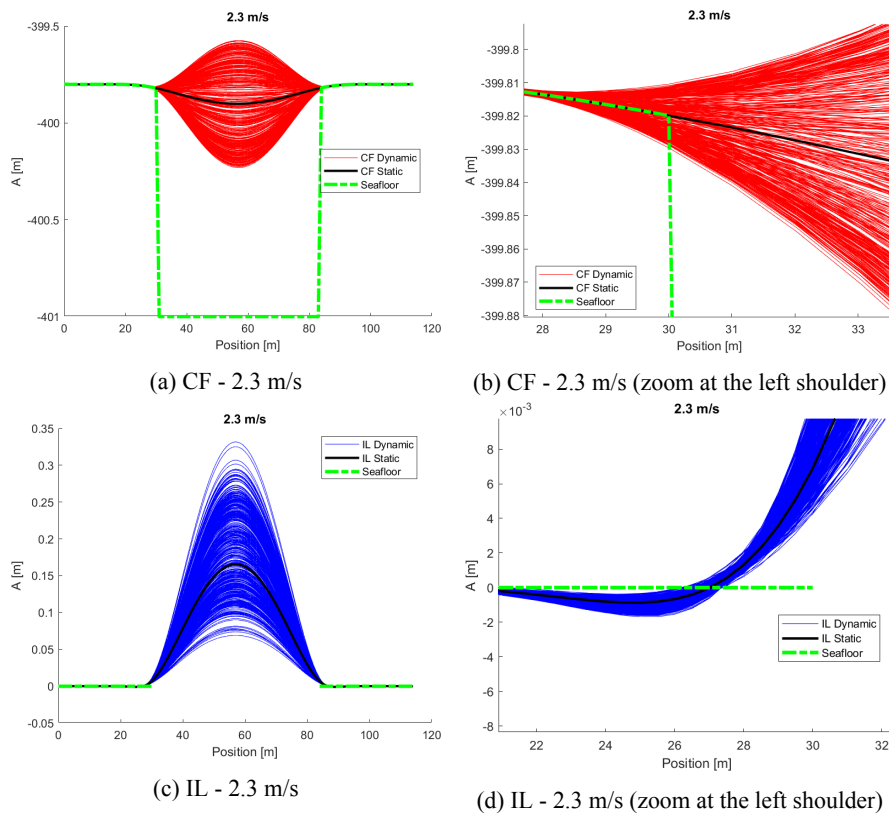 2.3 m/s
-399.5
-400
-400.5
-401
A [m]
CF Dynamic
CF Static
Seafloor
0 20 40 60 80 100 120
Position [m]
(a) CF - 2.3 m/s
2.3 m/s
-399.8
-399.81
-399.82
-399.83
-399.84
-399.85
-399.86
-399.87
-399.88
A [m]
CF Dynamic
CF Static
Seafloor
28 29 30 31 32 33
Position [m]
(b) CF - 2.3 m/s (zoom at the left shoulder)
2.3 m/s
0.35
0.3
0.25
0.2
0.15
0.1
0.05
0
-0.05
A [m]
IL Dynamic
IL Static
Seafloor
0 20 40 60 80 100 120
Position [m]
(c) IL - 2.3 m/s
×10⁻³
2.3 m/s
8
6
4
2
0
-2
-4
-6
-8
A [m]
IL Dynamic
IL Static
Seafloor
22 24 26 28 30 32
Position [m]
(d) IL - 2.3 m/s (zoom at the left shoulder)